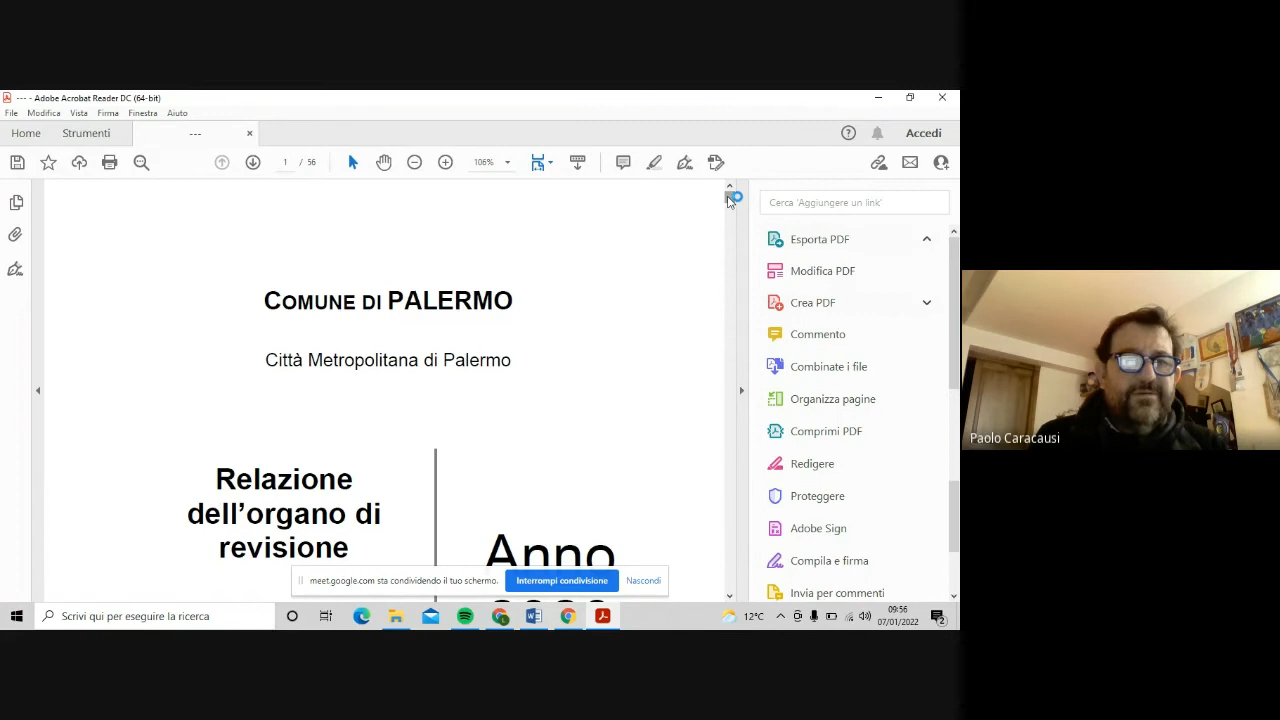 --- - Adobe Acrobat Reader DC (64-bit)
File Modifica Vista Firma Finestra Aiuto
Home Strumenti --- × Accedi
1 / 56 106%
Cerca 'Aggiungere un link'
Esporta PDF
Modifica PDF
Crea PDF
Commento
Combinate i file
Organizza pagine
Comprimi PDF
Redigere
Proteggere
Adobe Sign
Compila e firma
Invia per commenti
COMUNE DI PALERMO
Città Metropolitana di Palermo
Relazione
dell'organo di
revisione
Anno
meet.google.com sta condividendo il tuo schermo. Interrompi condivisione Nascondi
Scrivi qui per eseguire la ricerca
12°C
09:56
07/01/2022
2
Paolo Caracausi